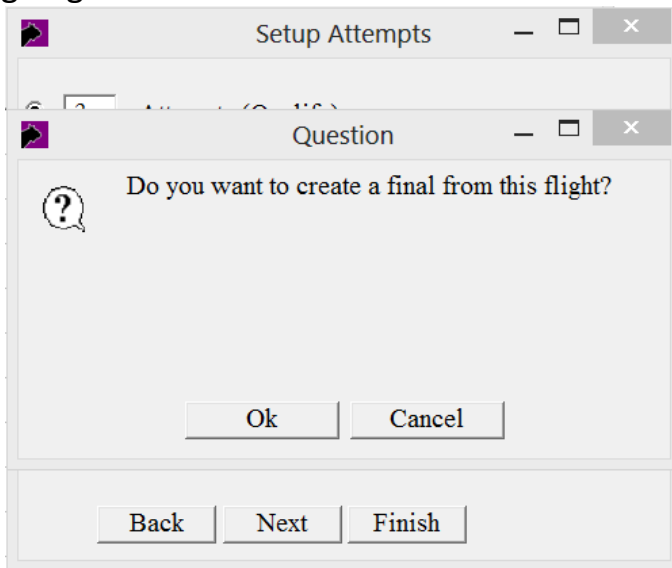 Setup Attempts
Question
Do you want to create a final from this flight?
Ok Cancel
Back Next Finish